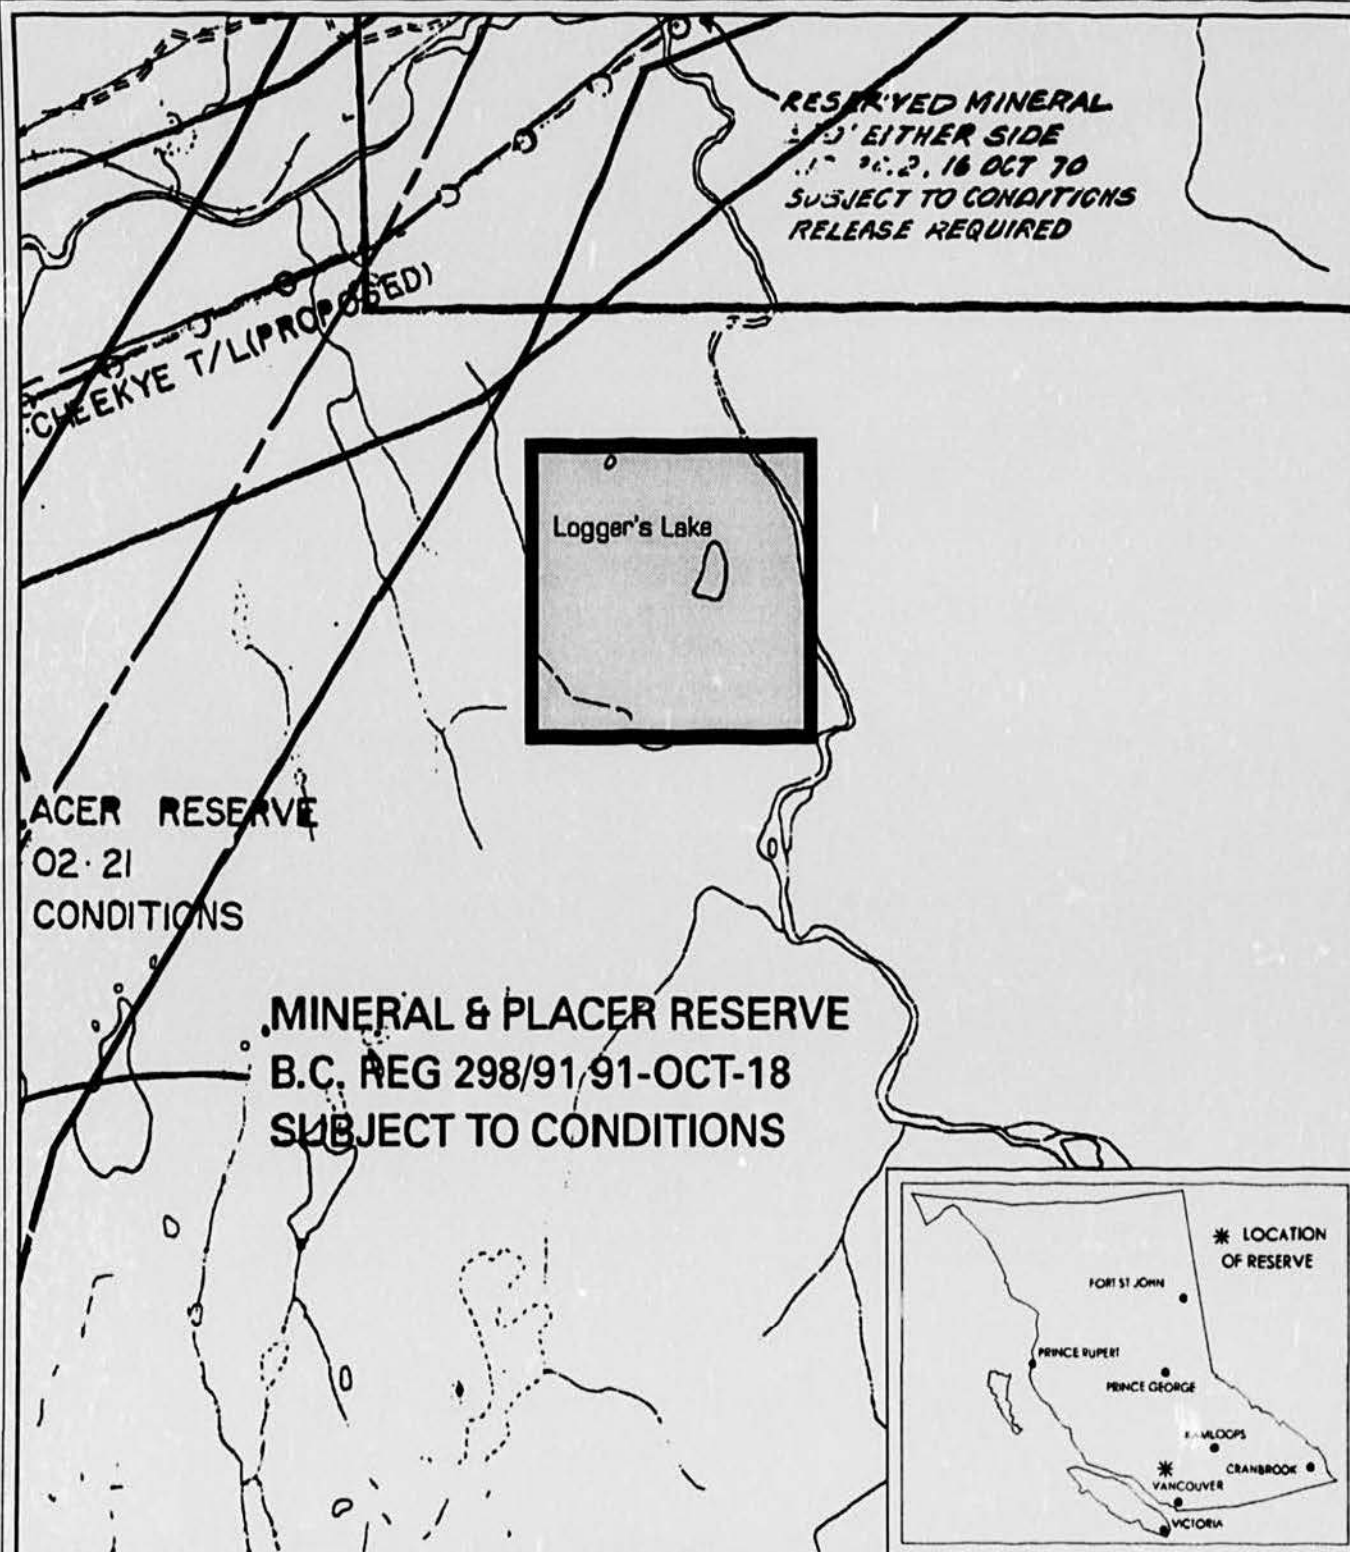 RESERVED MINERAL
EITHER SIDE
16 OCT 70
SUBJECT TO CONDITIONS
RELEASE REQUIRED
CHEEKYE T/L (PROPOSED)
Logger's Lake
ACER RESERVE
02·21
CONDITIONS
MINERAL & PLACER RESERVE
B.C. REG 298/91, 91-OCT-18
SUBJECT TO CONDITIONS
✳ LOCATION
OF RESERVE
FORT ST JOHN
PRINCE RUPERT
PRINCE GEORGE
KAMLOOPS
CRANBROOK
VANCOUVER
VICTORIA